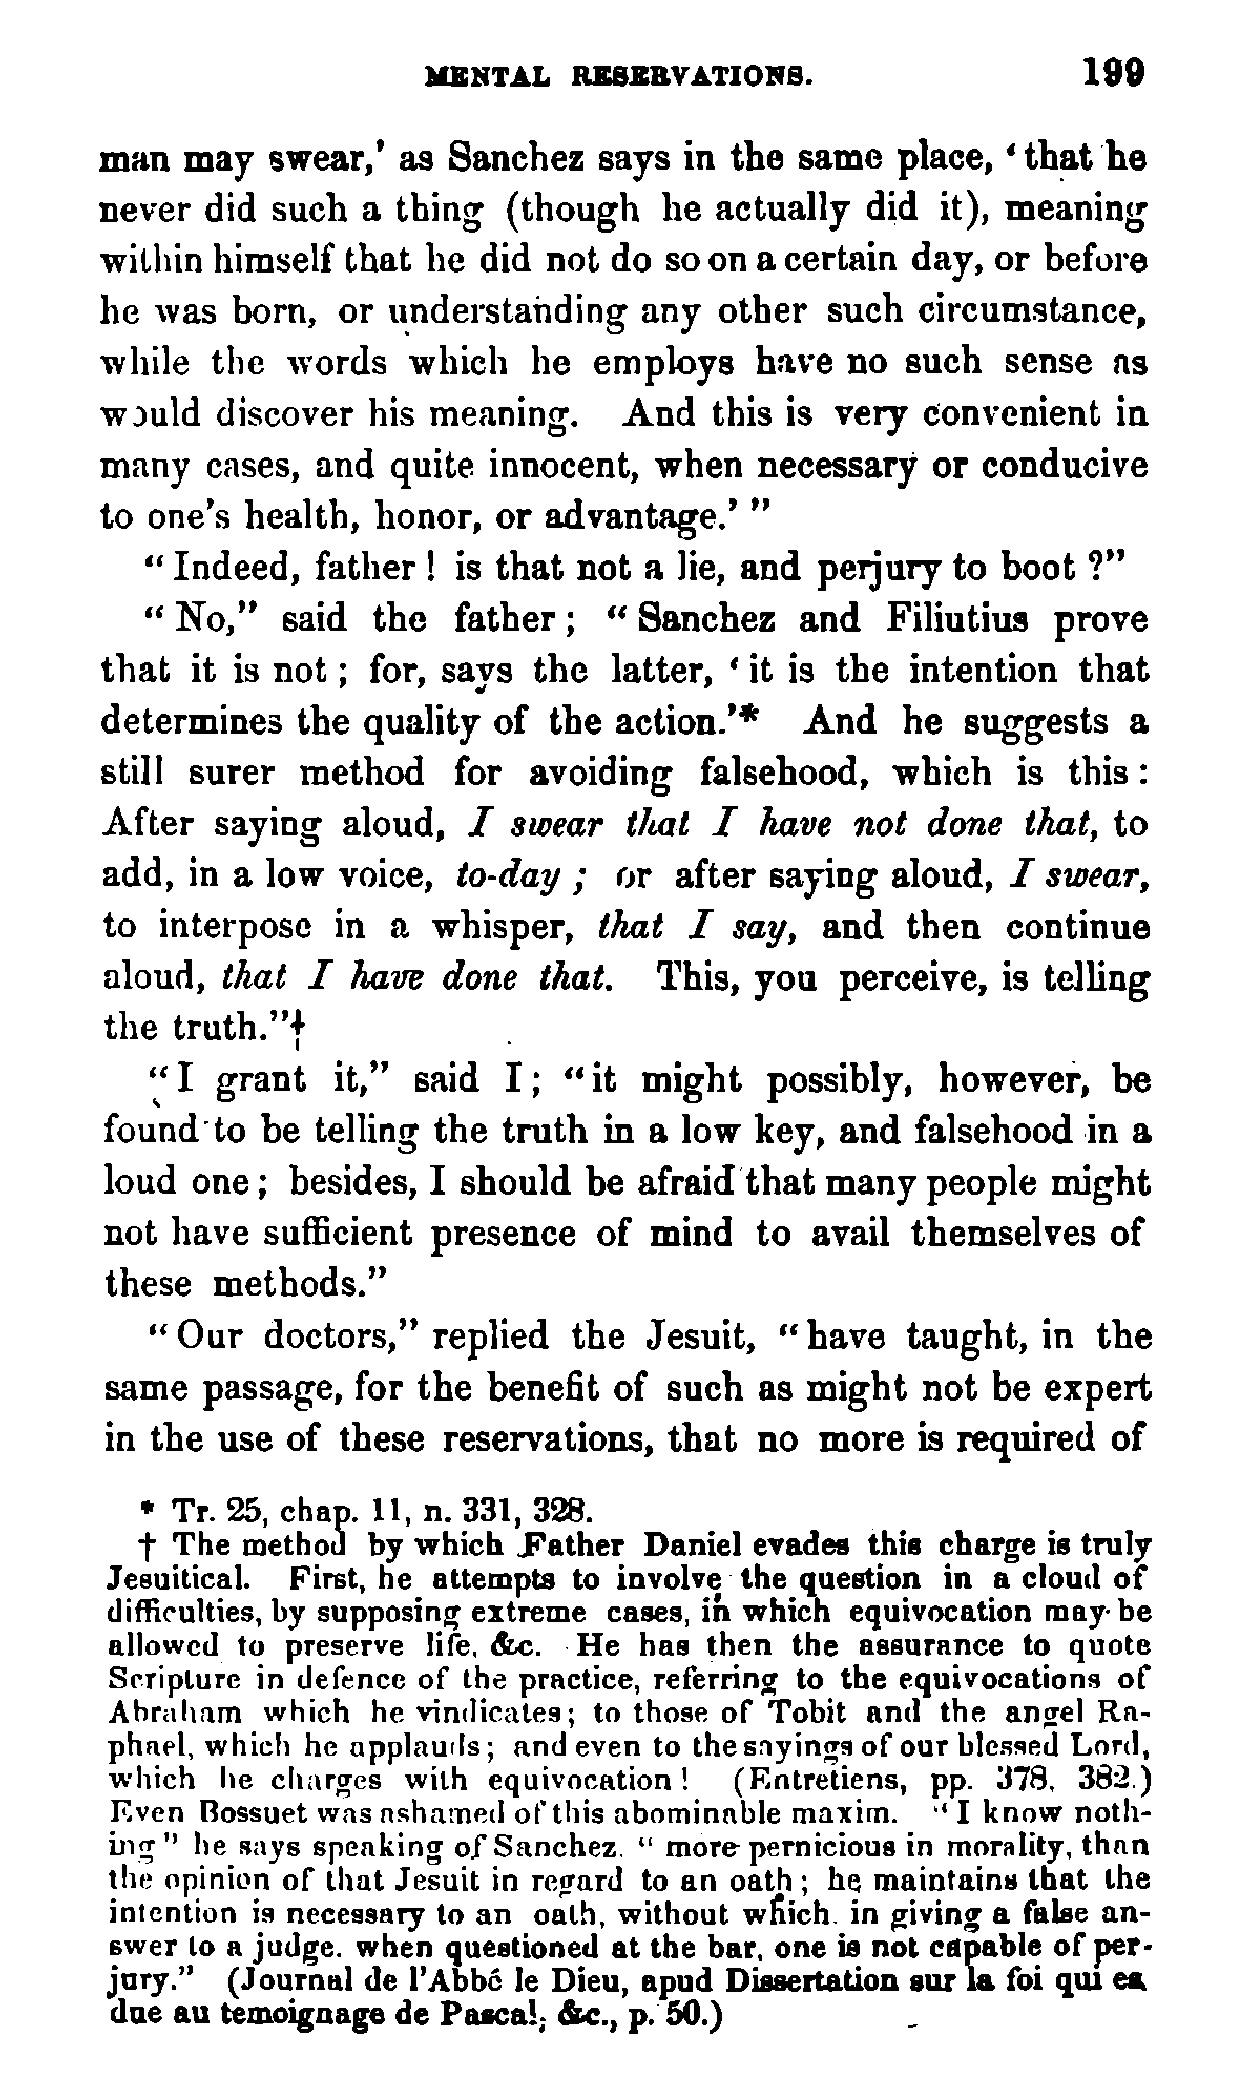 MENTAL RESERVATIONS. 199
man may swear,' as Sanchez says in the same place, ‘that he
never did such a thing (though he actually did it), meaning
within himself that he did not do so on a certain day, or before
he was born, or understanding any other such circumstance,
while the words which he employs have no such sense as
would discover his meaning. And this is very convenient in
many cases, and quite innocent, when necessary or conducive
to one's health, honor, or advantage.' ”
“ Indeed, father ! is that not a lie, and perjury to boot ?”
“ No,” said the father ; “ Sanchez and Filiutius prove
that it is not ; for, says the latter, ‘ it is the intention that
determines the quality of the action.'* And he suggests a
still surer method for avoiding falsehood, which is this :
After saying aloud, I swear that I have not done that, to
add, in a low voice, to-day ; or after saying aloud, I swear,
to interpose in a whisper, that I say, and then continue
aloud, that I have done that. This, you perceive, is telling
the truth.”†
“ I grant it,” said I ; “ it might possibly, however, be
found to be telling the truth in a low key, and falsehood in a
loud one ; besides, I should be afraid that many people might
not have sufficient presence of mind to avail themselves of
these methods.”
“ Our doctors,” replied the Jesuit, “ have taught, in the
same passage, for the benefit of such as might not be expert
in the use of these reservations, that no more is required of
* Tr. 25, chap. 11, n. 331, 328.
† The method by which Father Daniel evades this charge is truly
Jesuitical. First, he attempts to involve the question in a cloud of
difficulties, by supposing extreme cases, in which equivocation may be
allowed to preserve life, &c. He has then the assurance to quote
Scripture in defence of the practice, referring to the equivocations of
Abraham which he vindicates ; to those of Tobit and the angel Ra-
phael, which he applauds ; and even to the sayings of our blessed Lord,
which he charges with equivocation ! (Entretiens, pp. 378, 382.)
Even Bossuet was ashamed of this abominable maxim. “ I know noth-
ing” he says speaking of Sanchez, “ more pernicious in morality, than
the opinion of that Jesuit in regard to an oath ; he maintains that the
intention is necessary to an oath, without which, in giving a false an-
swer to a judge, when questioned at the bar, one is not capable of per-
jury.” (Journal de l'Abbé le Dieu, apud Dissertation sur la foi qui es
due au temoignage de Pascal, &c., p. 50.)